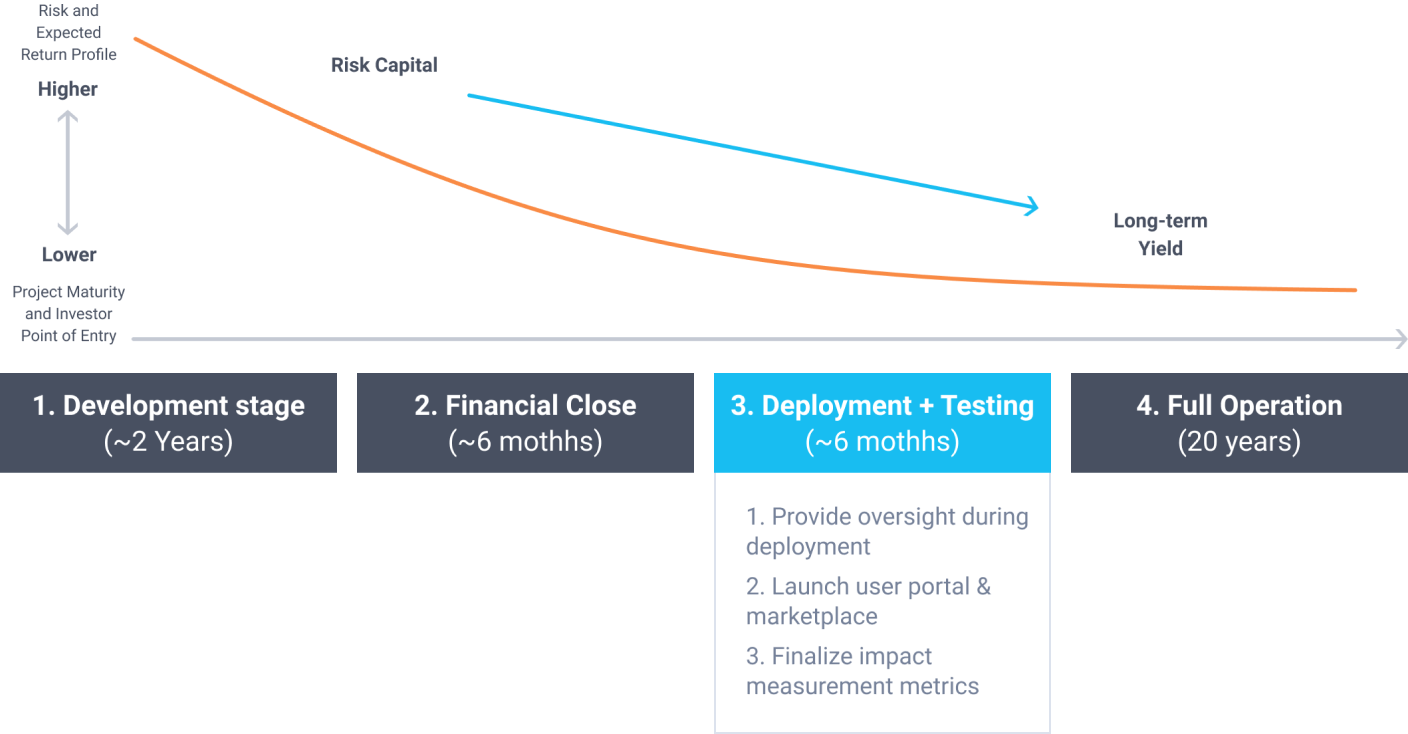 Risk and
Expected
Return Profile
Higher
Risk Capital
Long-term
Yield
Lower
Project Maturity
and Investor
Point of Entry
1. Development stage
(~2 Years)
2. Financial Close
(~6 mothhs)
3. Deployment + Testing
(~6 mothhs)
4. Full Operation
(20 years)
1. Provide oversight during
deployment
2. Launch user portal &
marketplace
3. Finalize impact
measurement metrics